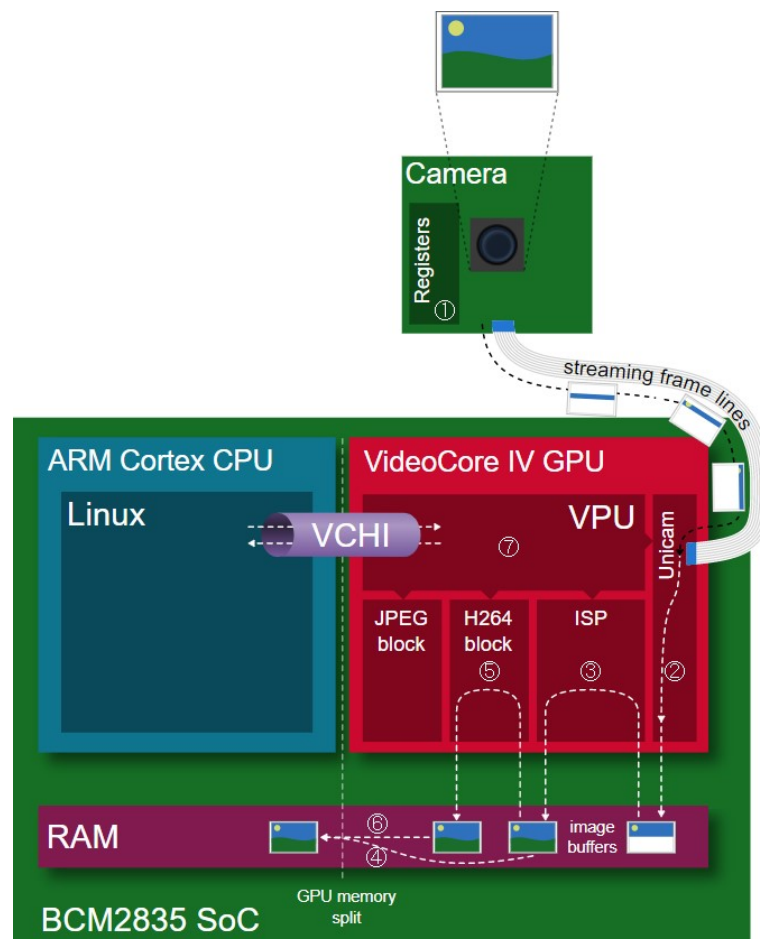 Camera
Registers
①
streaming frame lines
ARM Cortex CPU
Linux
VCHI
VideoCore IV GPU
VPU
⑦
Unicam
②
JPEG
block
H264
block
⑤
ISP
③
RAM
⑥
④
image
buffers
GPU memory
split
BCM2835 SoC